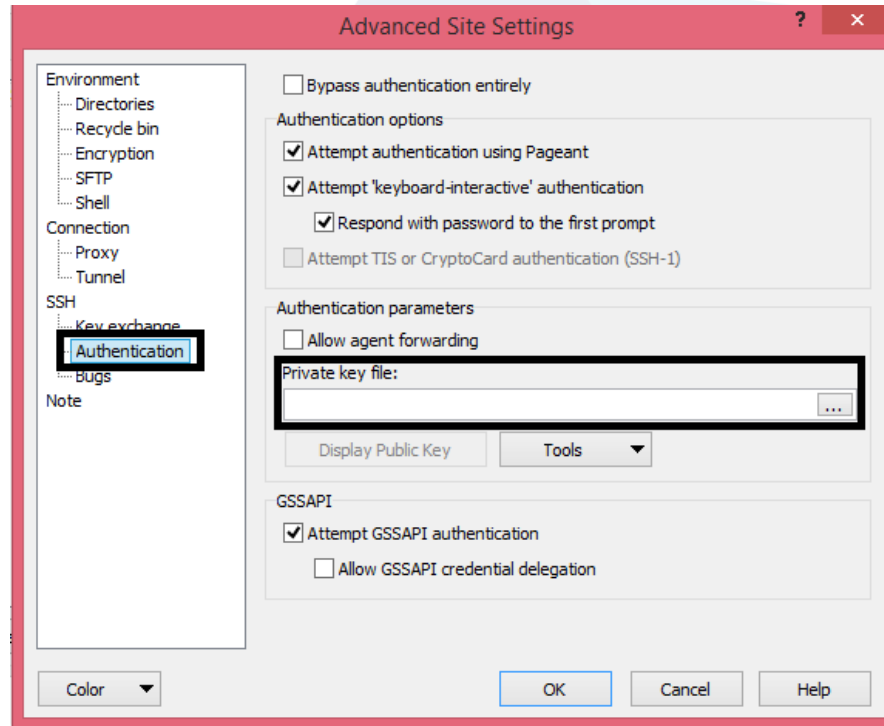 Advanced Site Settings
?
×
Environment
Directories
Recycle bin
Encryption
SFTP
Shell
Connection
Proxy
Tunnel
SSH
Key exchange
Authentication
Bugs
Note
Bypass authentication entirely
Authentication options
Attempt authentication using Pageant
Attempt 'keyboard-interactive' authentication
Respond with password to the first prompt
Attempt TIS or CryptoCard authentication (SSH-1)
Authentication parameters
Allow agent forwarding
Private key file:
...
Display Public Key
Tools
GSSAPI
Attempt GSSAPI authentication
Allow GSSAPI credential delegation
Color
OK
Cancel
Help